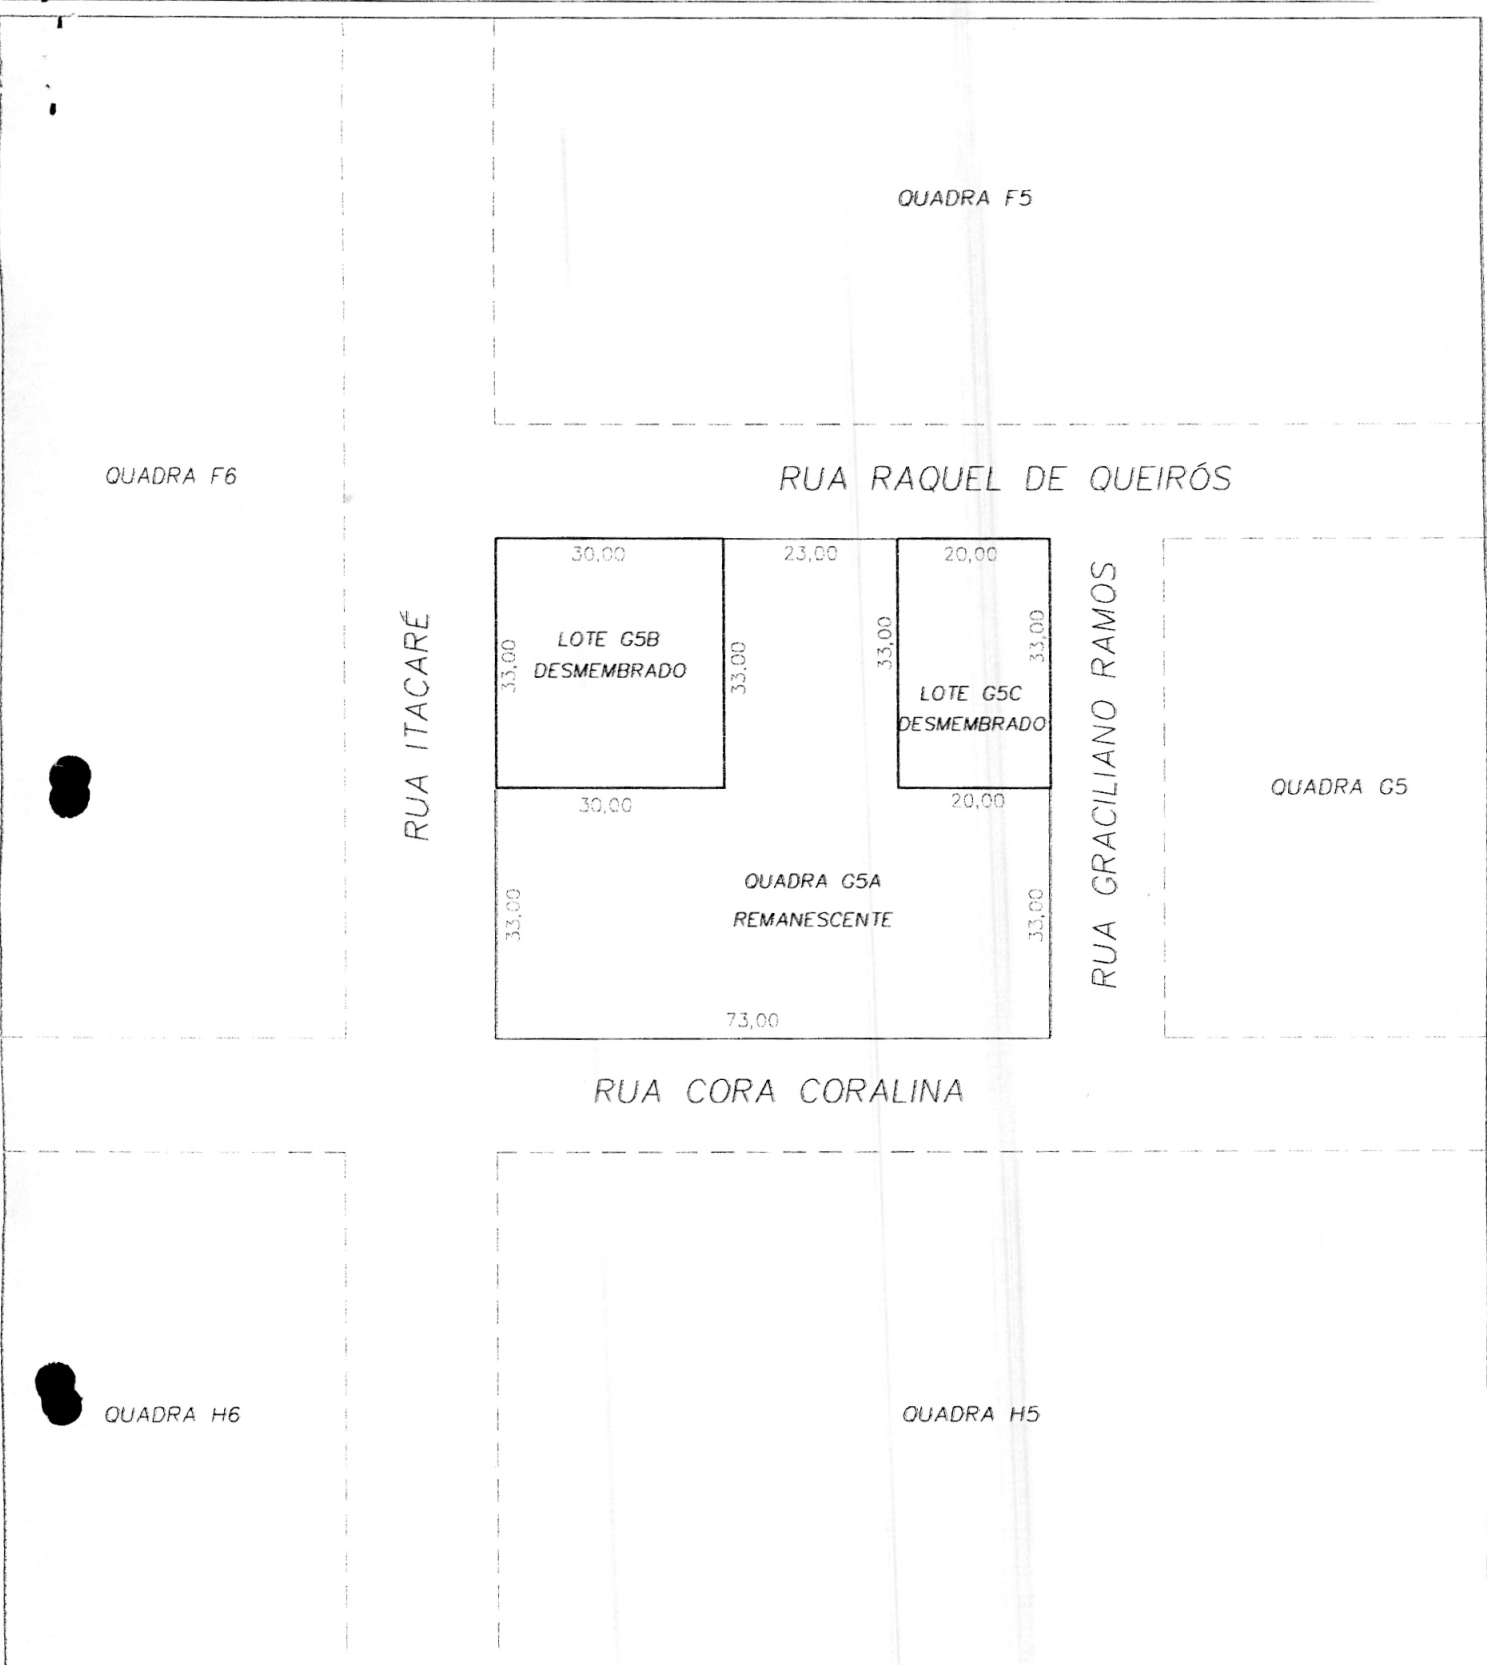 QUADRA F5
QUADRA F6
RUA RAQUEL DE QUEIRÓS
30,00
23,00
20,00
RUA ITACARÉ
33,00
LOTE G5B
DESMEMBRADO
33.00
33,00
33,00
LOTE G5C
DESMEMBRADO
RUA GRACILIANO RAMOS
QUADRA G5
30,00
20,00
33,00
QUADRA G5A
REMANESCENTE
33,00
73,00
RUA CORA CORALINA
QUADRA H6
QUADRA H5